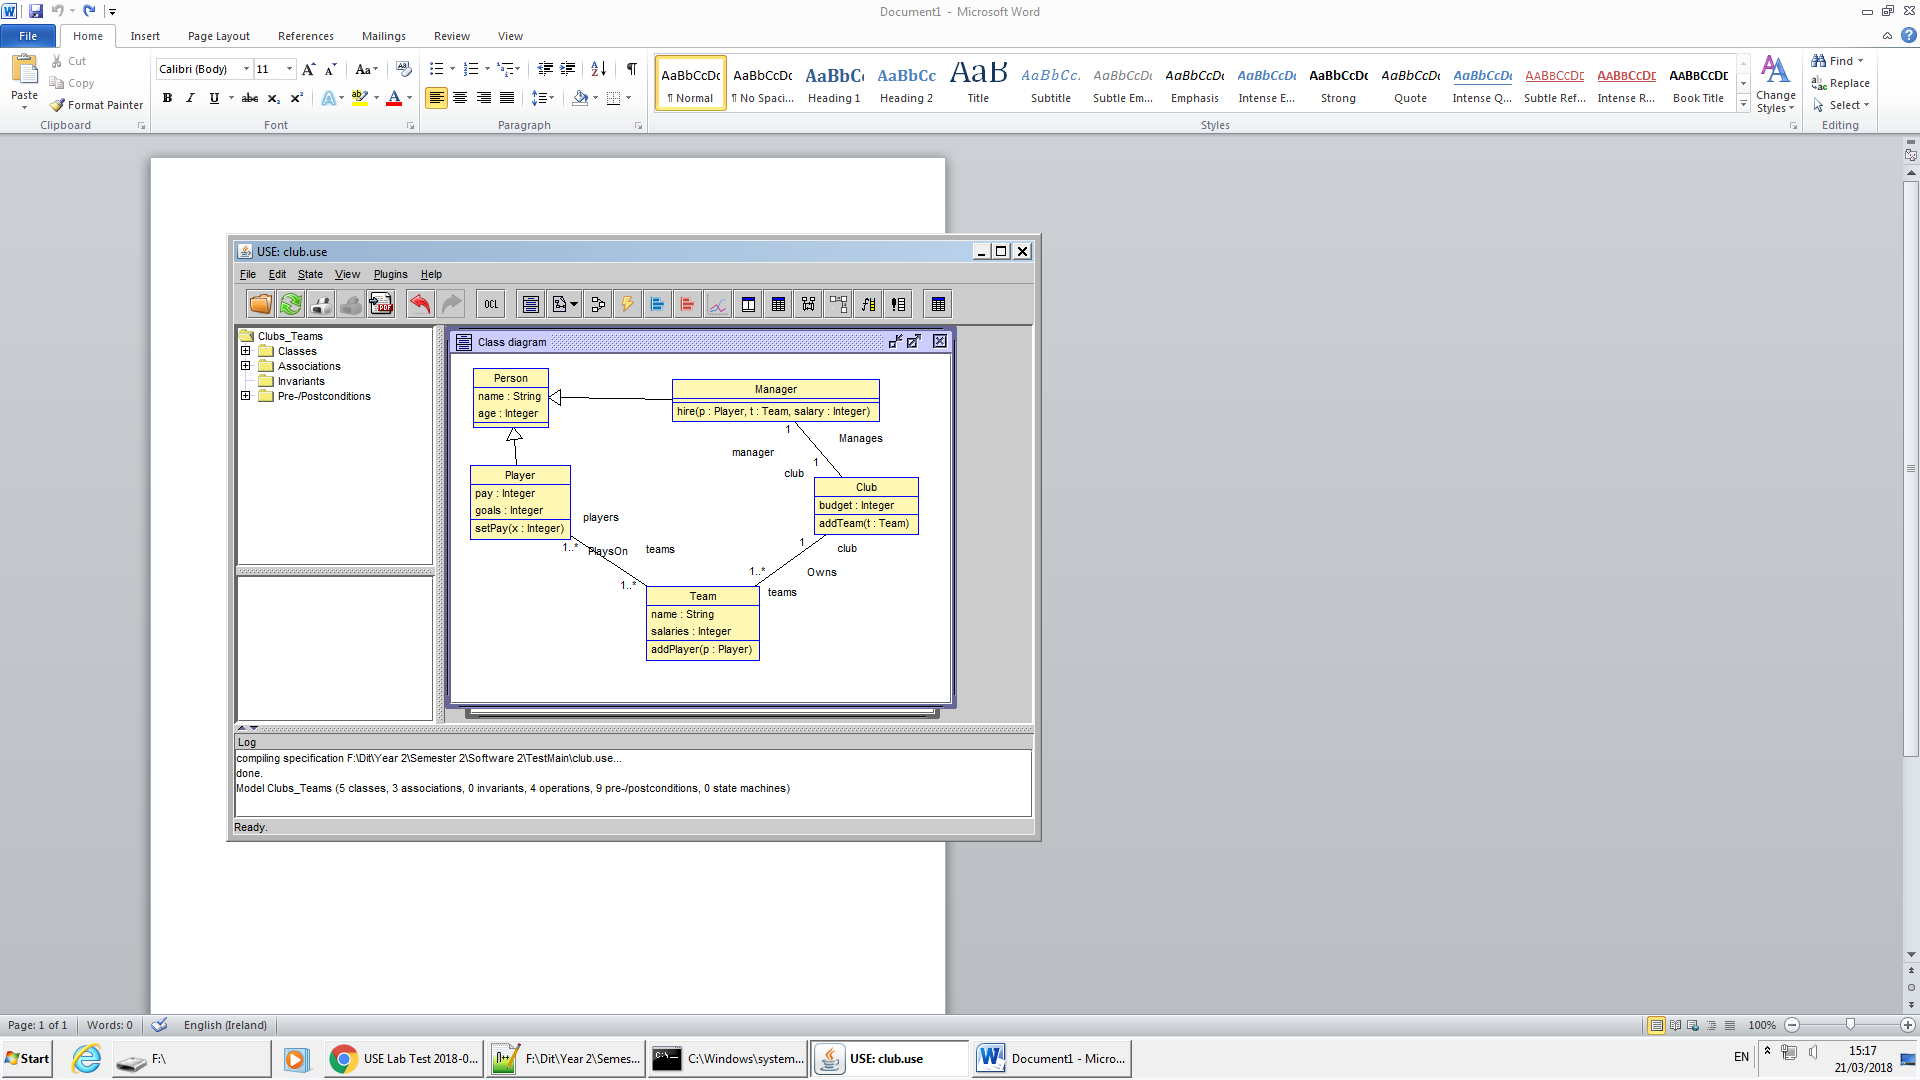 Document1 - Microsoft Word
File Home Insert Page Layout References Mailings Review View
Paste
Cut
Copy
Format Painter
Clipboard
Calibri (Body) 11
Font
Paragraph
AaBbCcDc AaBbCcDc AaBbCc AaBbCc AaB AaBbCc. AaBbCcDc AaBbCcDc AaBbCcDc AaBbCcDc AaBbCcDc AaBbCcDc AABBCCDE AABBCCDE AABBCCDE
¶ Normal ¶ No Spaci... Heading 1 Heading 2 Title Subtitle Subtle Em... Emphasis Intense E... Strong Quote Intense Q... Subtle Ref... Intense R... Book Title
Styles
Change
Styles
Find
Replace
Select
Editing
USE: club.use
File Edit State View Plugins Help
OCL
Clubs_Teams
Classes
Associations
Invariants
Pre-/Postconditions
Class diagram
Person
name : String
age : Integer
Manager
hire(p : Player, t : Team, salary : Integer)
1
Manages
manager
1
club
Player
pay : Integer
goals : Integer
setPay(x : Integer)
Club
budget : Integer
addTeam(t : Team)
players
1..* PlaysOn teams
1..*
1
club
1..*
Owns
teams
Team
name : String
salaries : Integer
addPlayer(p : Player)
Log
compiling specification F:\Dit\Year 2\Semester 2\Software 2\TestMain\club.use...
done.
Model Clubs_Teams (5 classes, 3 associations, 0 invariants, 4 operations, 9 pre-/postconditions, 0 state machines)
Ready.
Page: 1 of 1 Words: 0 English (Ireland) 100%
Start F:\ USE Lab Test 2018-0... F:\Dit\Year 2\Semes... C:\Windows\system... USE: club.use Document1 - Micro... EN 15:17
21/03/2018